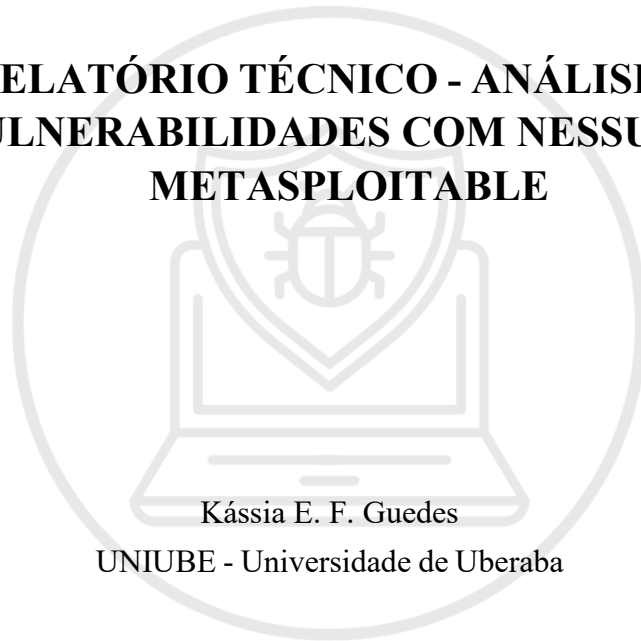 ELATÓRIO TÉCNICO - ANÁLISE
ULNERABILIDADES COM NESSU
METASPLOITABLE
Kássia E. F. Guedes
UNIUBE - Universidade de Uberaba